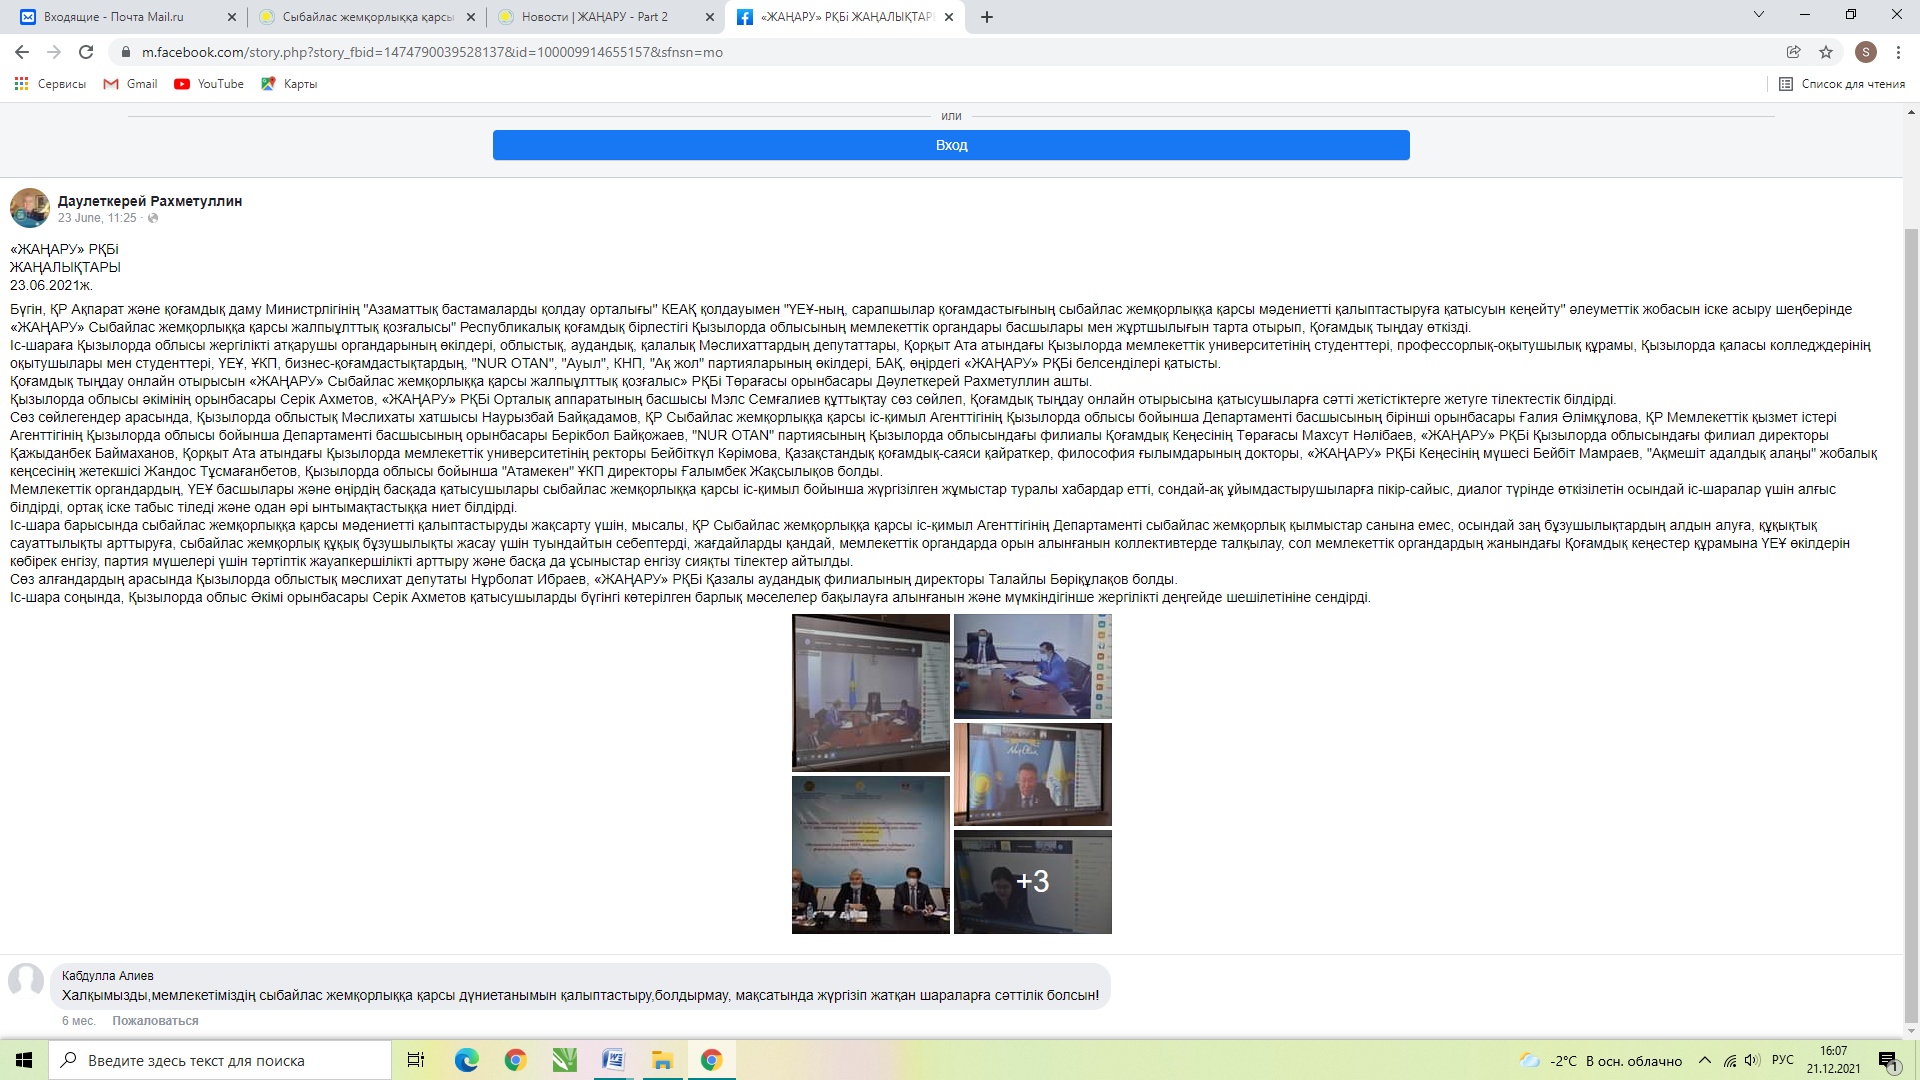 Входящие - Почта Mail.ru
Сыбайлас жемқорлыққа қарсы
Новости | ЖАҢАРУ - Part 2
«ЖАҢАРУ» РҚБі ЖАҢАЛЫҚТАРЫ
m.facebook.com/story.php?story_fbid=1474790039528137&id=100009914655157&sfnsn=mo
S
Сервисы
Gmail
YouTube
Карты
Список для чтения
или
Вход
Даулеткерей Рахметуллин
23 June, 11:25 ·
«ЖАҢАРУ» РҚБі
ЖАҢАЛЫҚТАРЫ
23.06.2021ж.
Бүгін, ҚР Ақпарат және қоғамдық даму Министрлігінің "Азаматтық бастамаларды қолдау орталығы" КЕАҚ қолдауымен "ҮЕҰ-ның, сарапшылар қоғамдастығының сыбайлас жемқорлыққа қарсы мәдениетті қалыптастыруға қатысуын кеңейту" әлеуметтік жобасын іске асыру шеңберінде
«ЖАҢАРУ» Сыбайлас жемқорлыққа қарсы жалпыұлттық қозғалысы" Республикалық қоғамдық бірлестігі Қызылорда облысының мемлекеттік органдары басшылары мен жұртшылығын тарта отырып, Қоғамдық тыңдау өткізді.
Іс-шараға Қызылорда облысы жергілікті атқарушы органдарының өкілдері, облыстық, аудандық, қалалық Мәслихаттардың депутаттары, Қорқыт Ата атындағы Қызылорда мемлекеттік университетінің студенттері, профессорлық-оқытушылық құрамы, Қызылорда қаласы колледждерінің
оқытушылары мен студенттері, ҮЕҰ, ҰКП, бизнес-қоғамдастықтардың, "NUR OTAN", "Ауыл", КНП, "Ақ жол" партияларының өкілдері, БАҚ, өңірдегі «ЖАҢАРУ» РҚБі белсенділері қатысты.
Қоғамдық тыңдау онлайн отырысын «ЖАҢАРУ» Сыбайлас жемқорлыққа қарсы жалпыұлттық қозғалыс» РҚБі Төрағасы орынбасары Дәулеткерей Рахметуллин ашты.
Қызылорда облысы әкімінің орынбасары Серік Ахметов, «ЖАҢАРУ» РҚБі Орталық аппаратының басшысы Мэлс Семғалиев құттықтау сөз сөйлеп, Қоғамдық тыңдау онлайн отырысына қатысушыларға сәтті жетістіктерге жетуге тілектестік білдірді.
Сөз сөйлегендер арасында, Қызылорда облыстық Мәслихаты хатшысы Наурызбай Байқадамов, ҚР Сыбайлас жемқорлыққа қарсы іс-қимыл Агенттігінің Қызылорда облысы бойынша Департаменті басшысының бірінші орынбасары Ғалия Әлімқұлова, ҚР Мемлекеттік қызмет істері
Агенттігінің Қызылорда облысы бойынша Департаменті басшысының орынбасары Берікбол Байқожаев, "NUR OTAN" партиясының Қызылорда облысындағы филиалы Қоғамдық Кеңесінің Төрағасы Махсут Нәлібаев, «ЖАҢАРУ» РҚБі Қызылорда облысындағы филиал директоры
Қажыданбек Баймаханов, Қорқыт Ата атындағы Қызылорда мемлекеттік университетінің ректоры Бейбіткүл Кәрімова, Қазақстандық қоғамдық-саяси қайраткер, философия ғылымдарының докторы, «ЖАҢАРУ» РҚБі Кеңесінің мүшесі Бейбіт Мамраев, "Ақмешіт адалдық алаңы" жобалық
кеңсесінің жетекшісі Жандос Тұсмағанбетов, Қызылорда облысы бойынша "Атамекен" ҰКП директоры Ғалымбек Жақсылықов болды.
Мемлекеттік органдардың, ҮЕҰ басшылары және өңірдің басқада қатысушылары сыбайлас жемқорлыққа қарсы іс-қимыл бойынша жүргізілген жұмыстар туралы хабардар етті, сондай-ақ ұйымдастырушыларға пікір-сайыс, диалог түрінде өткізілетін осындай іс-шаралар үшін алғыс
білдірді, ортақ іске табыс тіледі және одан әрі ынтымақтастыққа ниет білдірді.
Іс-шара барысында сыбайлас жемқорлыққа қарсы мәдениетті қалыптастыруды жақсарту үшін, мысалы, ҚР Сыбайлас жемқорлыққа қарсы іс-қимыл Агенттігінің Департаменті сыбайлас жемқорлық қылмыстар санына емес, осындай заң бұзушылықтардың алдын алуға, құқықтық
сауаттылықты арттыруға, сыбайлас жемқорлық құқық бұзушылықты жасау үшін туындайтын себептерді, жағдайларды қандай, мемлекеттік органдарда орын алынғанын коллективтерде талқылау, сол мемлекеттік органдардың жанындағы Қоғамдық кеңестер құрамына ҮЕҰ өкілдерін
көбірек енгізу, партия мүшелері үшін тәртіптік жауапкершілікті арттыру және басқа да ұсыныстар енгізу сияқты тілектер айтылды.
Сөз алғандардың арасында Қызылорда облыстық мәслихат депутаты Нұрболат Ибраев, «ЖАҢАРУ» РҚБі Қазалы аудандық филиалының директоры Талайлы Бөріқұлақов болды.
Іс-шара соңында, Қызылорда облыс Әкімі орынбасары Серік Ахметов қатысушыларды бүгінгі көтерілген барлық мәселелер бақылауға алынғанын және мүмкіндігінше жергілікті деңгейде шешілетініне сендірді.
+3
Кабдулла Алиев
Халқымызды,мемлекетіміздің сыбайлас жемқорлыққа қарсы дүниетанымын қалыптастыру,болдырмау, мақсатында жүргізіп жатқан шараларға сәттілік болсын!
6 мес. Пожаловаться
Введите здесь текст для поиска
-2°C В осн. облачно
РУС
16:07
21.12.2021
1